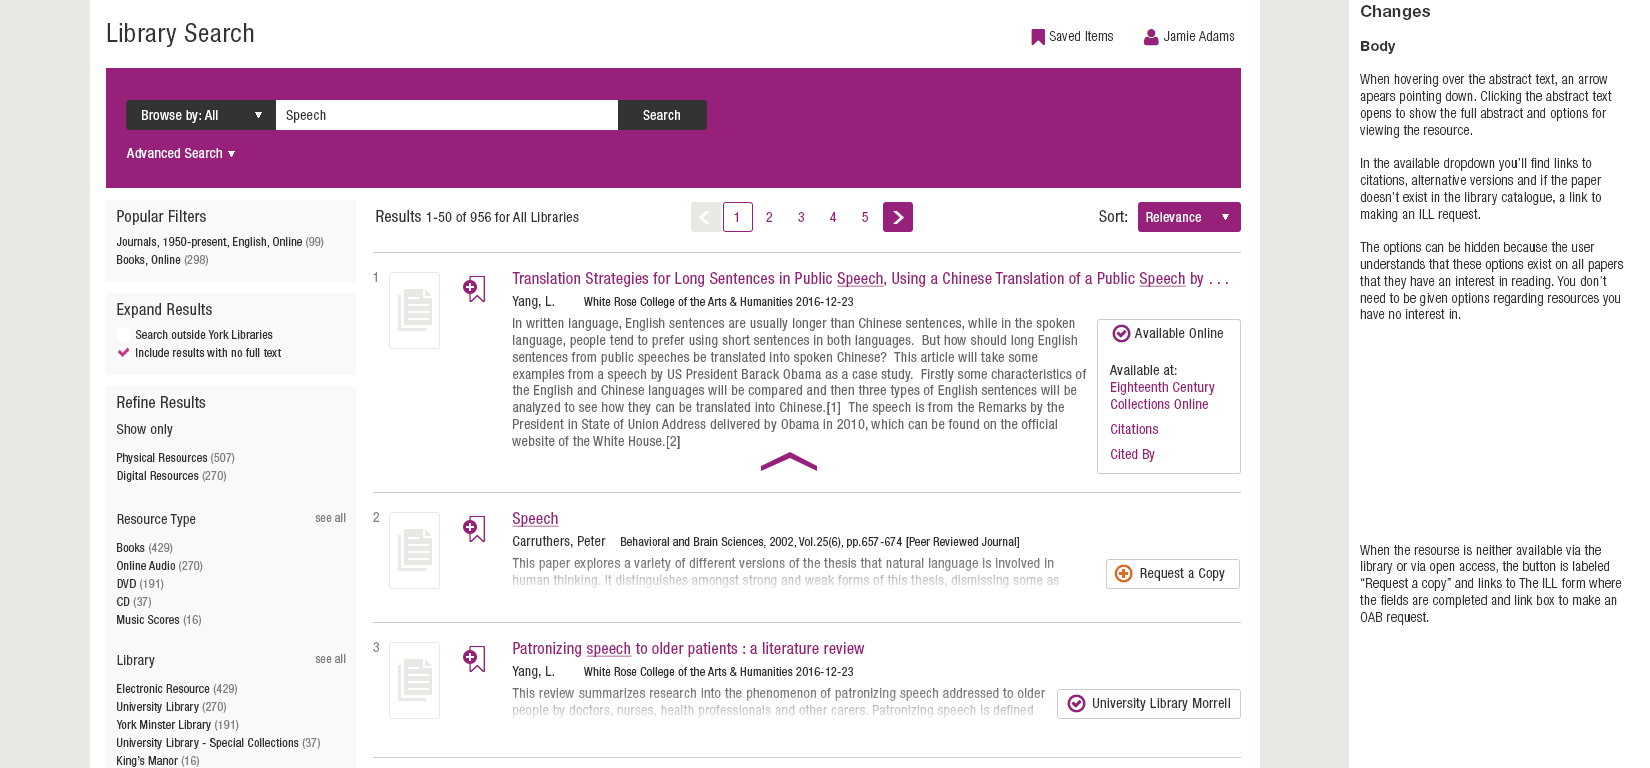 Library Search
Saved Items
Jamie Adams
Browse by: All
Speech
Search
Advanced Search
Popular Filters
Journals, 1950-present, English, Online (99)
Books, Online (298)
Expand Results
Search outside York Libraries
Include results with no full text
Refine Results
Show only
Physical Resources (507)
Digital Resources (270)
Resource Type
see all
Books (429)
Online Audio (270)
DVD (191)
CD (37)
Music Scores (16)
Library
see all
Electronic Resource (429)
University Library (270)
York Minster Library (191)
University Library - Special Collections (37)
King's Manor (16)
Results 1-50 of 956 for All Libraries
1 2 3 4 5
Sort:
Relevance
1
Translation Strategies for Long Sentences in Public Speech, Using a Chinese Translation of a Public Speech by . . .
Yang, L. White Rose College of the Arts & Humanities 2016-12-23
In written language, English sentences are usually longer than Chinese sentences, while in the spoken
language, people tend to prefer using short sentences in both languages. But how should long English
sentences from public speeches be translated into spoken Chinese? This article will take some
examples from a speech by US President Barack Obama as a case study. Firstly some characteristics of
the English and Chinese languages will be compared and then three types of English sentences will be
analyzed to see how they can be translated into Chinese.[1] The speech is from the Remarks by the
President in State of Union Address delivered by Obama in 2010, which can be found on the official
website of the White House.[2]
Available Online
Available at:
Eighteenth Century
Collections Online
Citations
Cited By
2
Speech
Carruthers, Peter Behavioral and Brain Sciences, 2002, Vol.25(6), pp.657-674 [Peer Reviewed Journal]
This paper explores a variety of different versions of the thesis that natural language is involved in
human thinking. It distinguishes amongst strong and weak forms of this thesis, dismissing some as
Request a Copy
3
Patronizing speech to older patients : a literature review
Yang, L. White Rose College of the Arts & Humanities 2016-12-23
This review summarizes research into the phenomenon of patronizing speech addressed to older
people by doctors, nurses, health professionals and other carers. Patronizing speech is defined
University Library Morrell
Changes
Body
When hovering over the abstract text, an arrow
apears pointing down. Clicking the abstract text
opens to show the full abstract and options for
viewing the resource.
In the available dropdown you'll find links to
citations, alternative versions and if the paper
doesn't exist in the library catalogue, a link to
making an ILL request.
The options can be hidden because the user
understands that these options exist on all papers
that they have an interest in reading. You don't
need to be given options regarding resources you
have no interest in.
When the resourse is neither available via the
library or via open access, the button is labeled
“Request a copy” and links to The ILL form where
the fields are completed and link box to make an
OAB request.